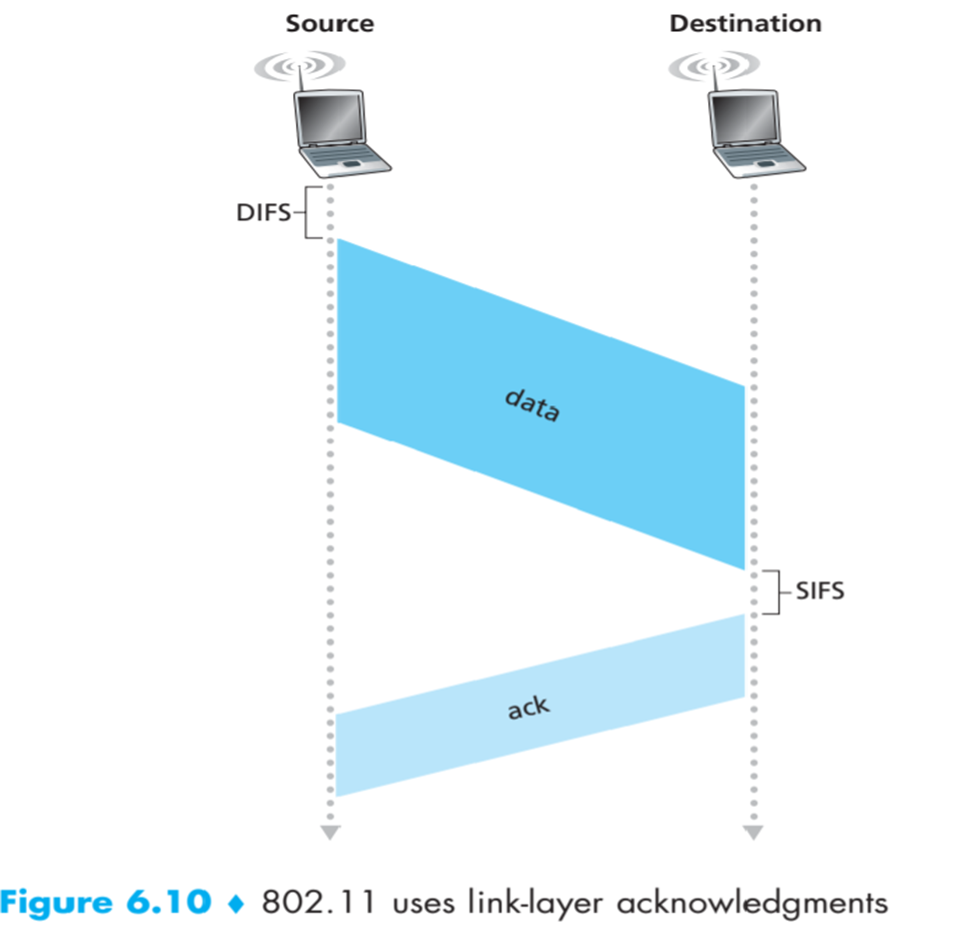 Source
Destination
DIFS
data
SIFS
ack
Figure 6.10 ♦ 802.11 uses link-layer acknowledgments